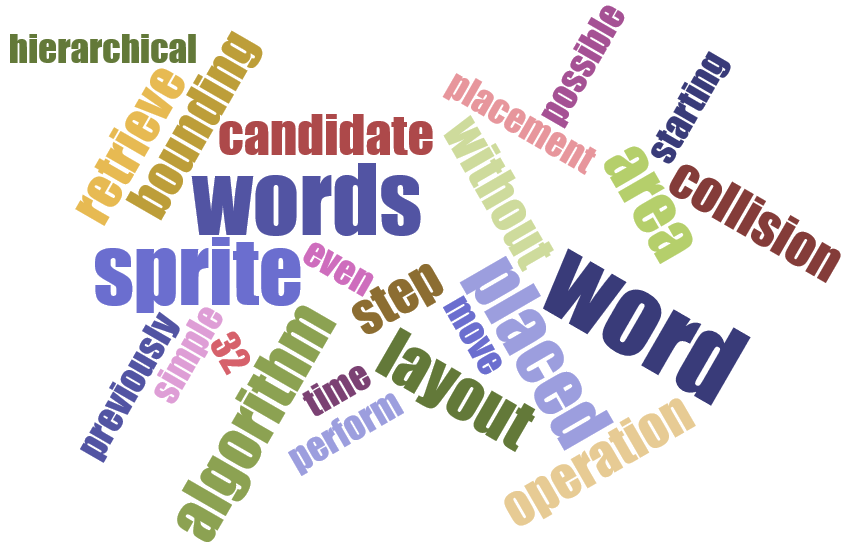 hierarchical
possible
retrieve
bounding
placement
starting
candidate
without
area
collision
words
sprite
even
step
placed
word
previously
simple
32
algorithm
move
layout
time
perform
operation